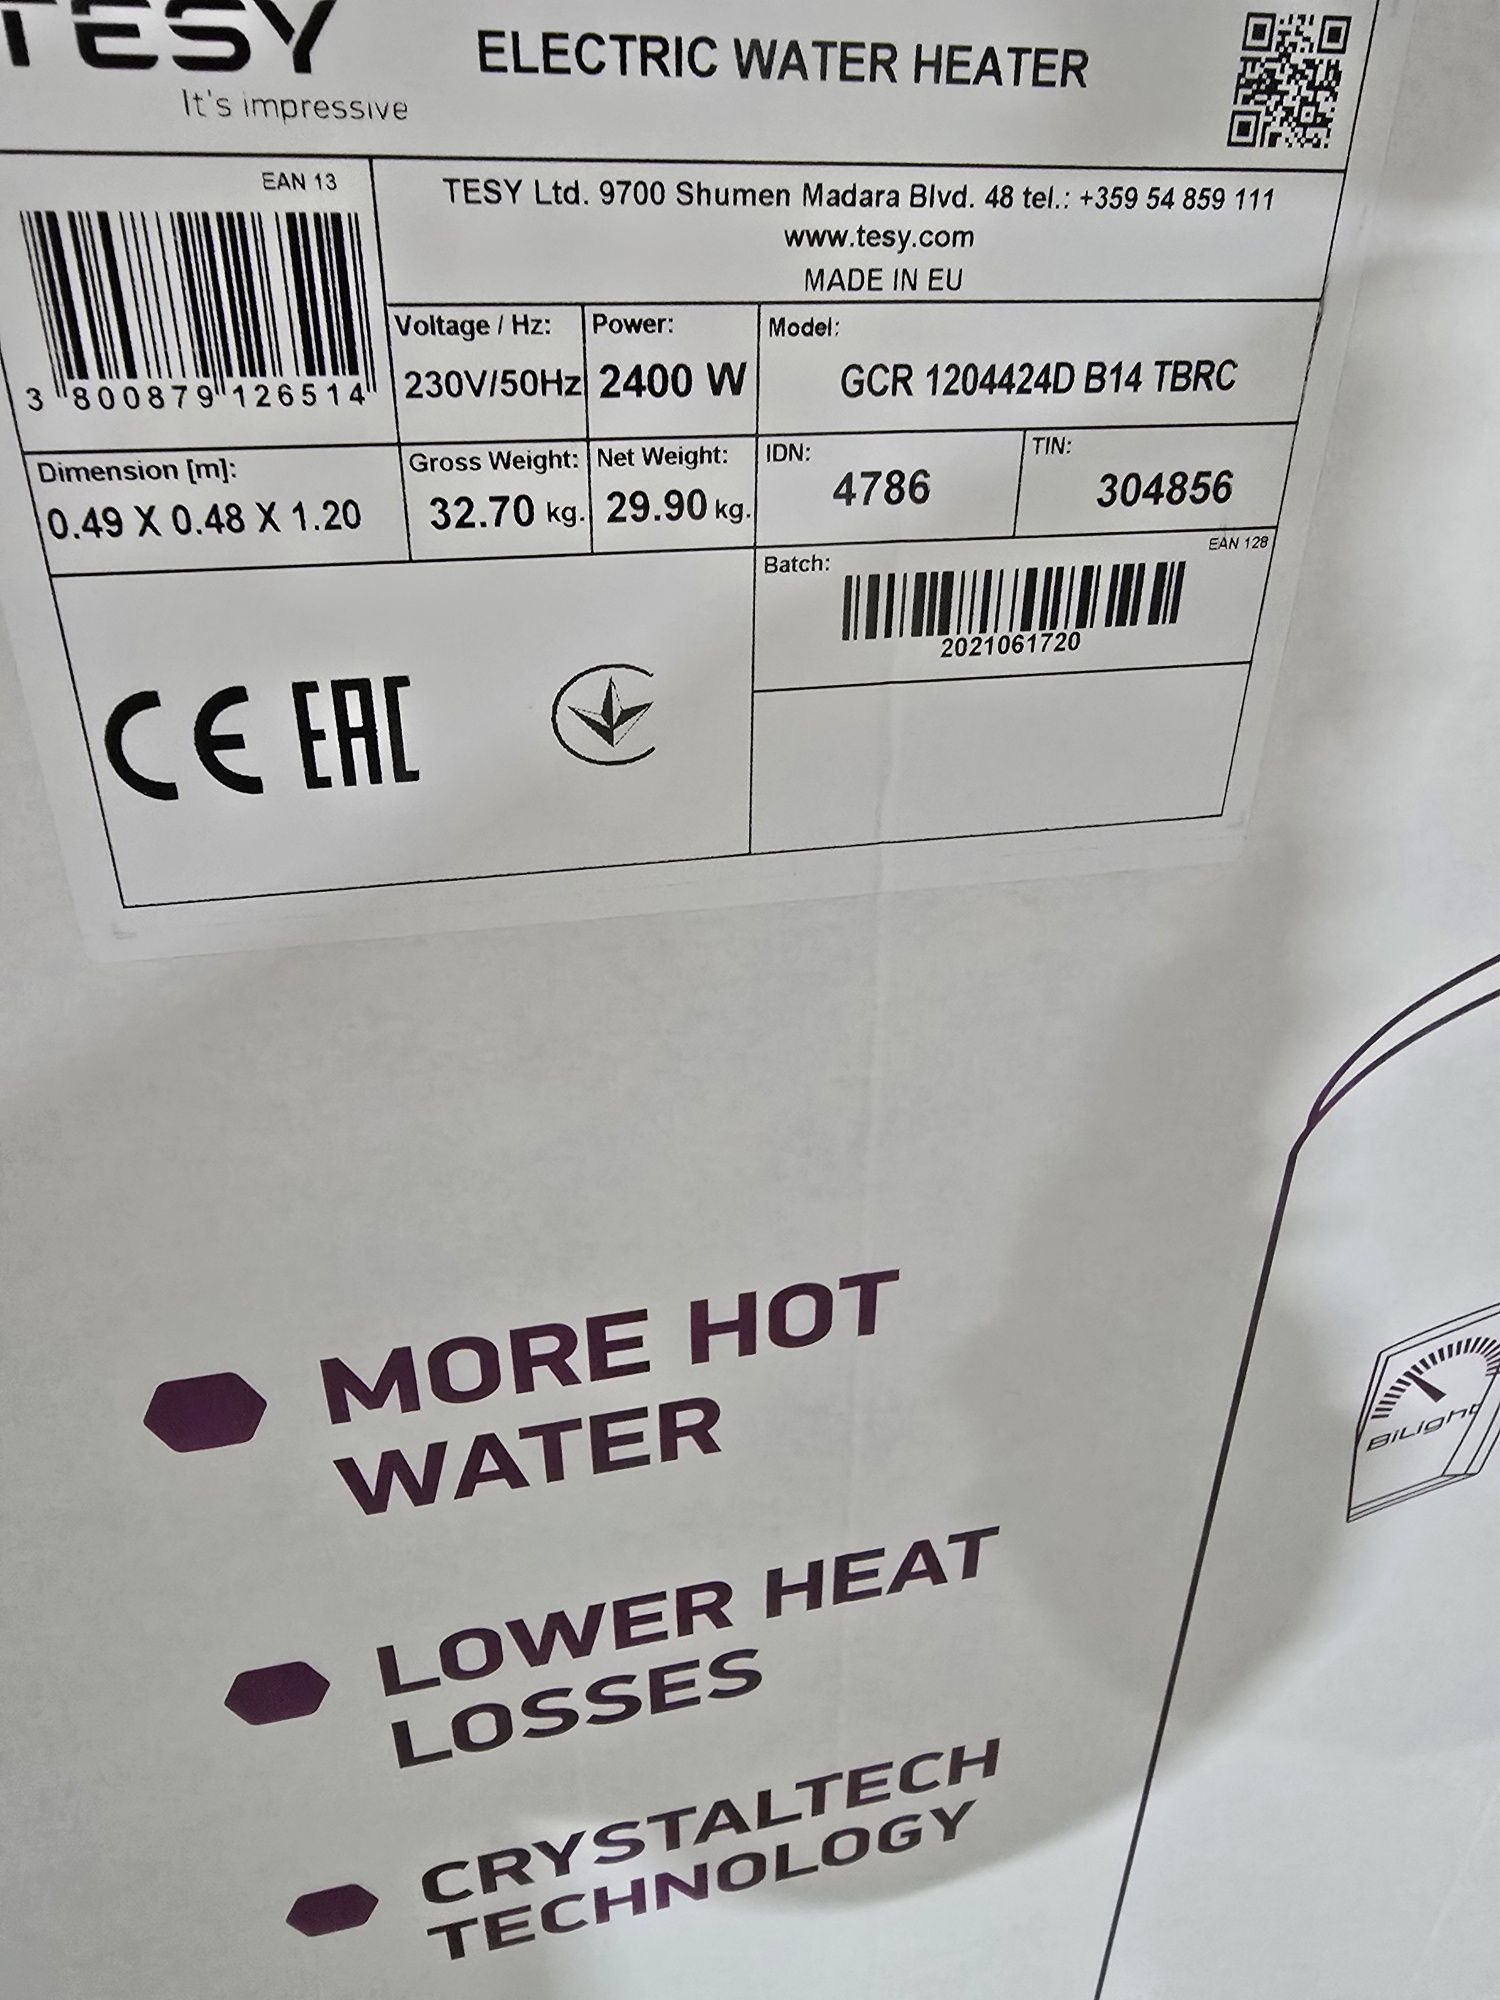 TESY
It's impressive
ELECTRIC WATER HEATER
EAN 13
3 800879 126514
TESY Ltd. 9700 Shumen Madara Blvd. 48 tel.: +359 54 859 111
www.tesy.com
MADE IN EU
Voltage / Hz:
230V/50Hz
Power:
2400 W
Model:
GCR 1204424D B14 TBRC
Dimension [m]:
0.49 X 0.48 X 1.20
Gross Weight:
32.70 kg.
Net Weight:
29.90 kg.
IDN:
4786
TIN:
304856
Batch:
EAN 128
2021061720
CE EAC
MORE HOT
WATER
BiLight
LOWER HEAT
LOSSES
CRYSTALTECH
TECHNOLOGY